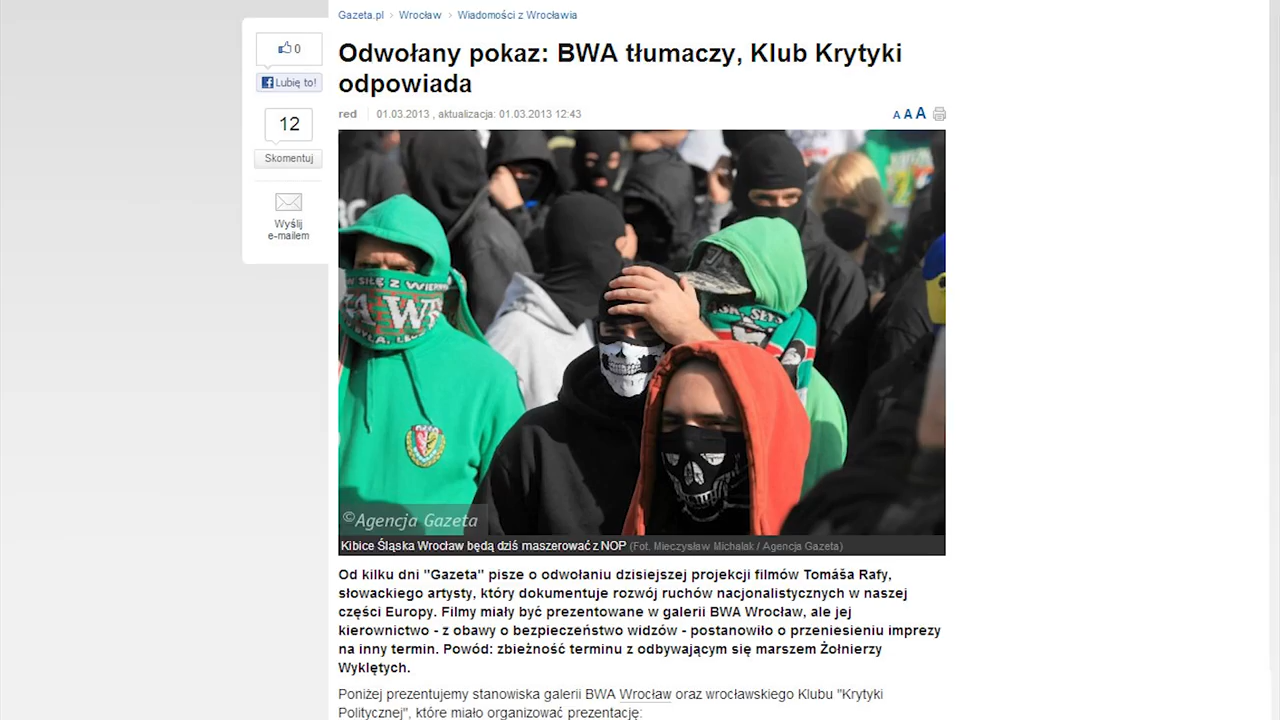 Gazeta.pl › Wrocław › Wiadomości z Wrocławia
0
Lubię to!
12
Skomentuj
Wyślij
e-mailem
Odwołany pokaz: BWA tłumaczy, Klub Krytyki
odpowiada
red 01.03.2013 , aktualizacja: 01.03.2013 12:43
A A A
W SIŁĘ Z WIERN
©Agencja Gazeta
Kibice Śląska Wrocław będą dziś maszerować z NOP (Fot. Mieczysław Michalak / Agencja Gazeta)
Od kilku dni "Gazeta" pisze o odwołaniu dzisiejszej projekcji filmów Tomáša Rafy,
słowackiego artysty, który dokumentuje rozwój ruchów nacjonalistycznych w naszej
części Europy. Filmy miały być prezentowane w galerii BWA Wrocław, ale jej
kierownictwo - z obawy o bezpieczeństwo widzów - postanowiło o przeniesieniu imprezy
na inny termin. Powód: zbieżność terminu z odbywającym się marszem Żołnierzy
Wyklętych.
Poniżej prezentujemy stanowiska galerii BWA Wrocław oraz wrocławskiego Klubu "Krytyki
Politycznej", które miało organizować prezentację: